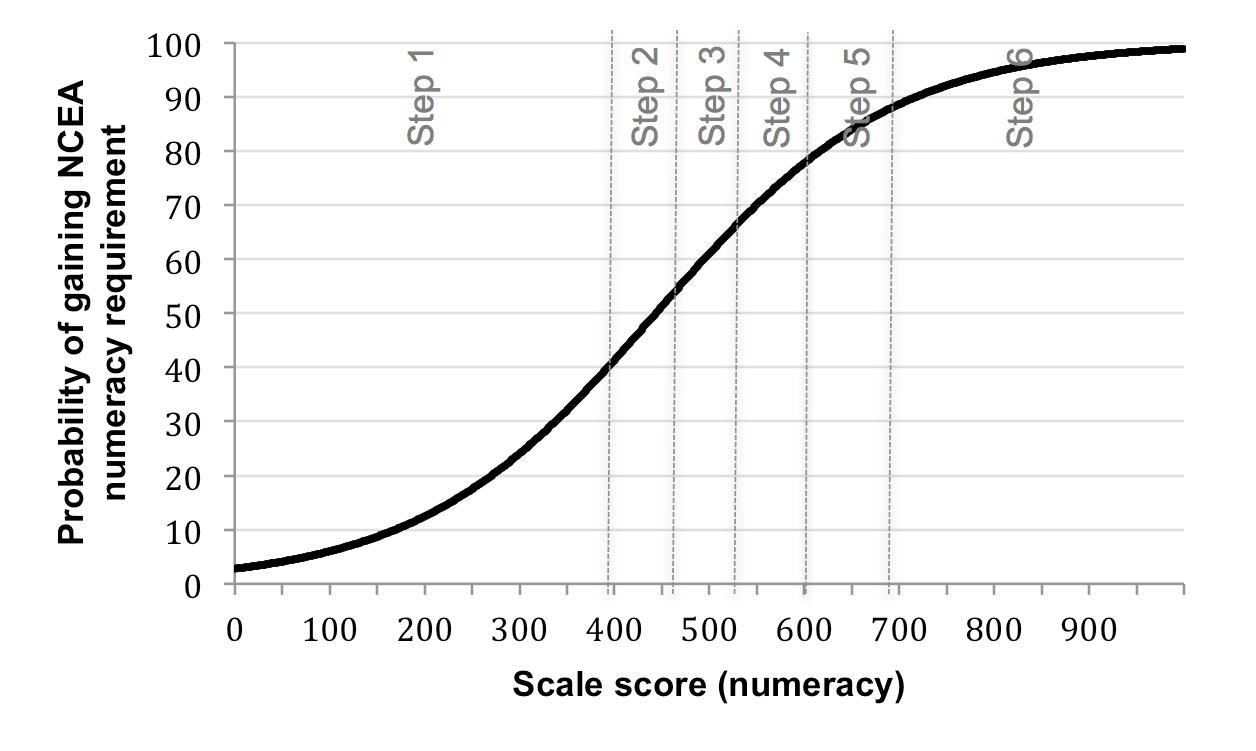 Probability of gaining NCEA
numeracy requirement
100
90
80
70
60
50
40
30
20
10
0
Step 1
Step 2
Step 3
Step 4
Step 5
Step 6
0 100 200 300 400 500 600 700 800 900
Scale score (numeracy)